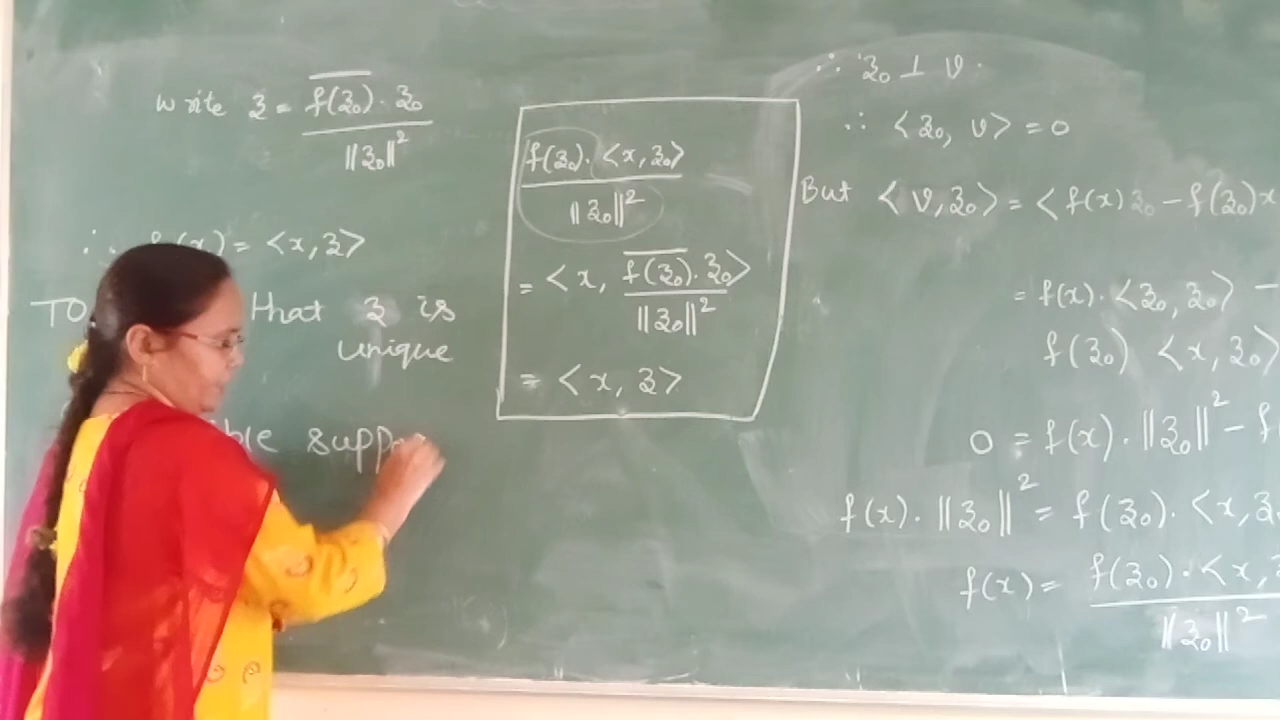 write z = \overline{f(z₀)} · z₀ / ‖z₀‖²
∴ f(x) = <x, z>
TO that z is
unique
suppo
f(z₀) · <x, z₀> / ‖z₀‖²
= <x, \overline{f(z₀)} · z₀ / ‖z₀‖²>
= <x, z>
∴ z₀ ⊥ v.
∴ <z₀, v> = 0
But <v, z₀> = <f(x) z₀ - f(z₀) x
= f(x) · <z₀, z₀> -
f(z₀) <x, z₀>
0 = f(x) · ‖z₀‖² - f
f(x) · ‖z₀‖² = f(z₀) · <x, z
f(x) = f(z₀) · <x, z / ‖z₀‖²